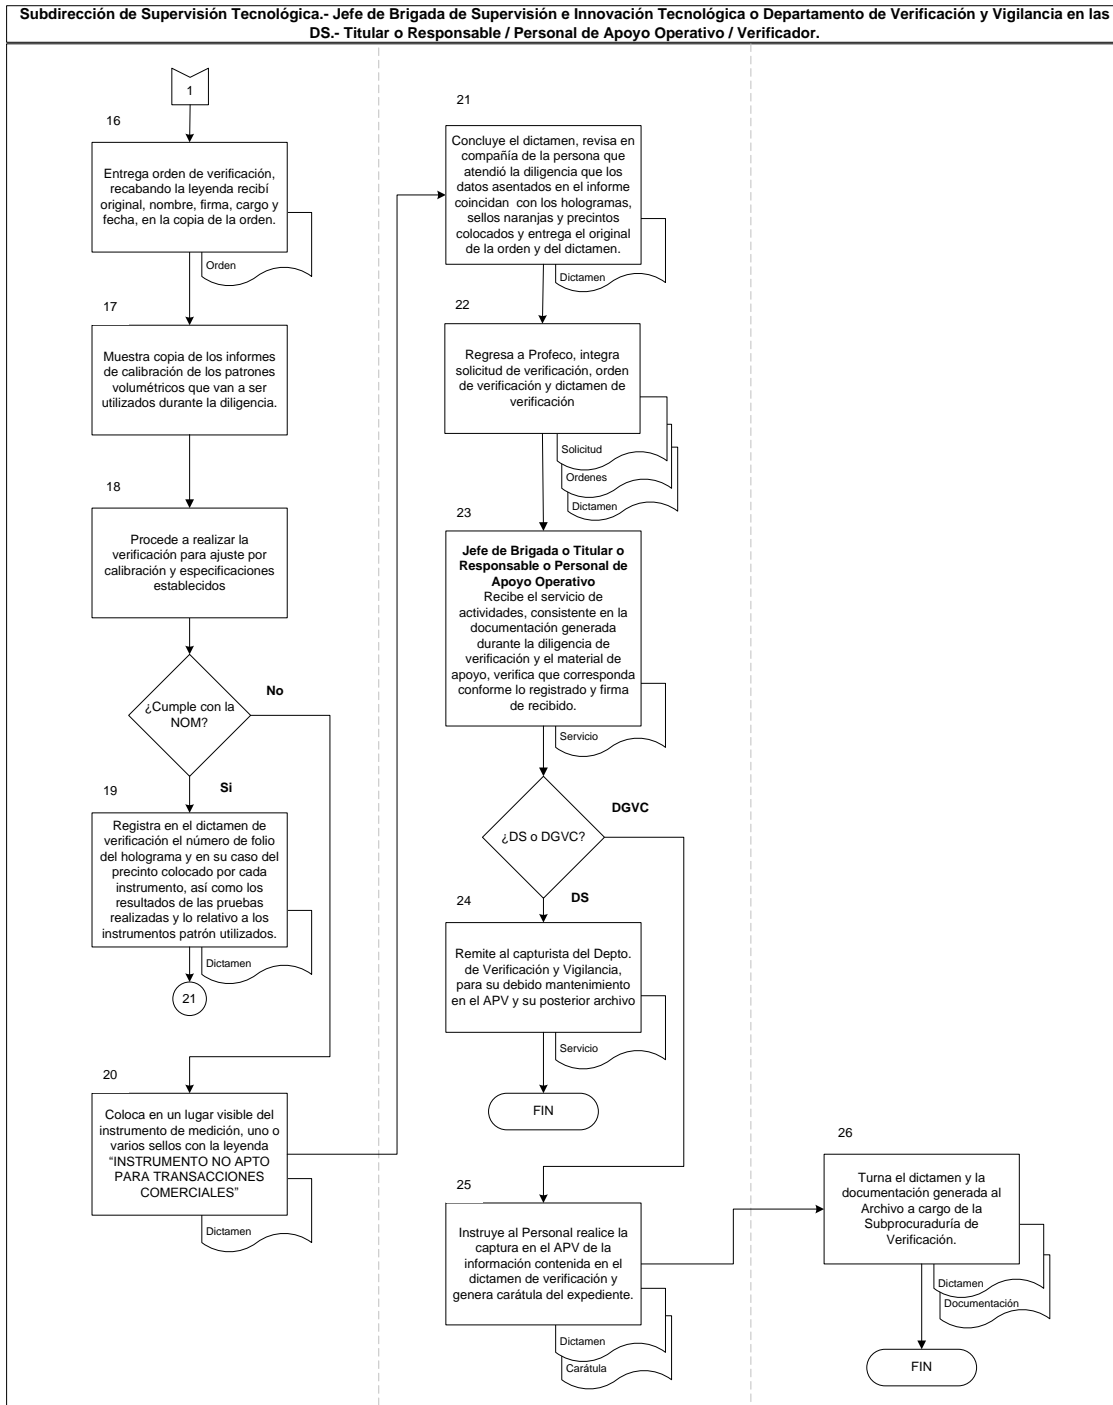 Subdirección de Supervisión Tecnológica.- Jefe de Brigada de Supervisión e Innovación Tecnológica o Departamento de Verificación y Vigilancia en las
DS.- Titular o Responsable / Personal de Apoyo Operativo / Verificador.
1
16
Entrega orden de verificación,
recabando la leyenda recibí
original, nombre, firma, cargo y
fecha, en la copia de la orden.
Orden
17
Muestra copia de los informes
de calibración de los patrones
volumétricos que van a ser
utilizados durante la diligencia.
18
Procede a realizar la
verificación para ajuste por
calibración y especificaciones
establecidos
¿Cumple con la
NOM?
No
Si
19
Registra en el dictamen de
verificación el número de folio
del holograma y en su caso del
precinto colocado por cada
instrumento, así como los
resultados de las pruebas
realizadas y lo relativo a los
instrumentos patrón utilizados.
Dictamen
21
20
Coloca en un lugar visible del
instrumento de medición, uno o
varios sellos con la leyenda
“INSTRUMENTO NO APTO
PARA TRANSACCIONES
COMERCIALES”
Dictamen
21
Concluye el dictamen, revisa en
compañía de la persona que
atendió la diligencia que los
datos asentados en el informe
coincidan con los hologramas,
sellos naranjas y precintos
colocados y entrega el original
de la orden y del dictamen.
Dictamen
22
Regresa a Profeco, integra
solicitud de verificación, orden
de verificación y dictamen de
verificación
Solicitud
Ordenes
Dictamen
23
Jefe de Brigada o Titular o
Responsable o Personal de
Apoyo Operativo
Recibe el servicio de
actividades, consistente en la
documentación generada
durante la diligencia de
verificación y el material de
apoyo, verifica que corresponda
conforme lo registrado y firma
de recibido.
Servicio
¿DS o DGVC?
DGVC
DS
24
Remite al capturista del Depto.
de Verificación y Vigilancia,
para su debido mantenimiento
en el APV y su posterior archivo
Servicio
FIN
25
Instruye al Personal realice la
captura en el APV de la
información contenida en el
dictamen de verificación y
genera carátula del expediente.
Dictamen
Carátula
26
Turna el dictamen y la
documentación generada al
Archivo a cargo de la
Subprocuraduría de
Verificación.
Dictamen
Documentación
FIN